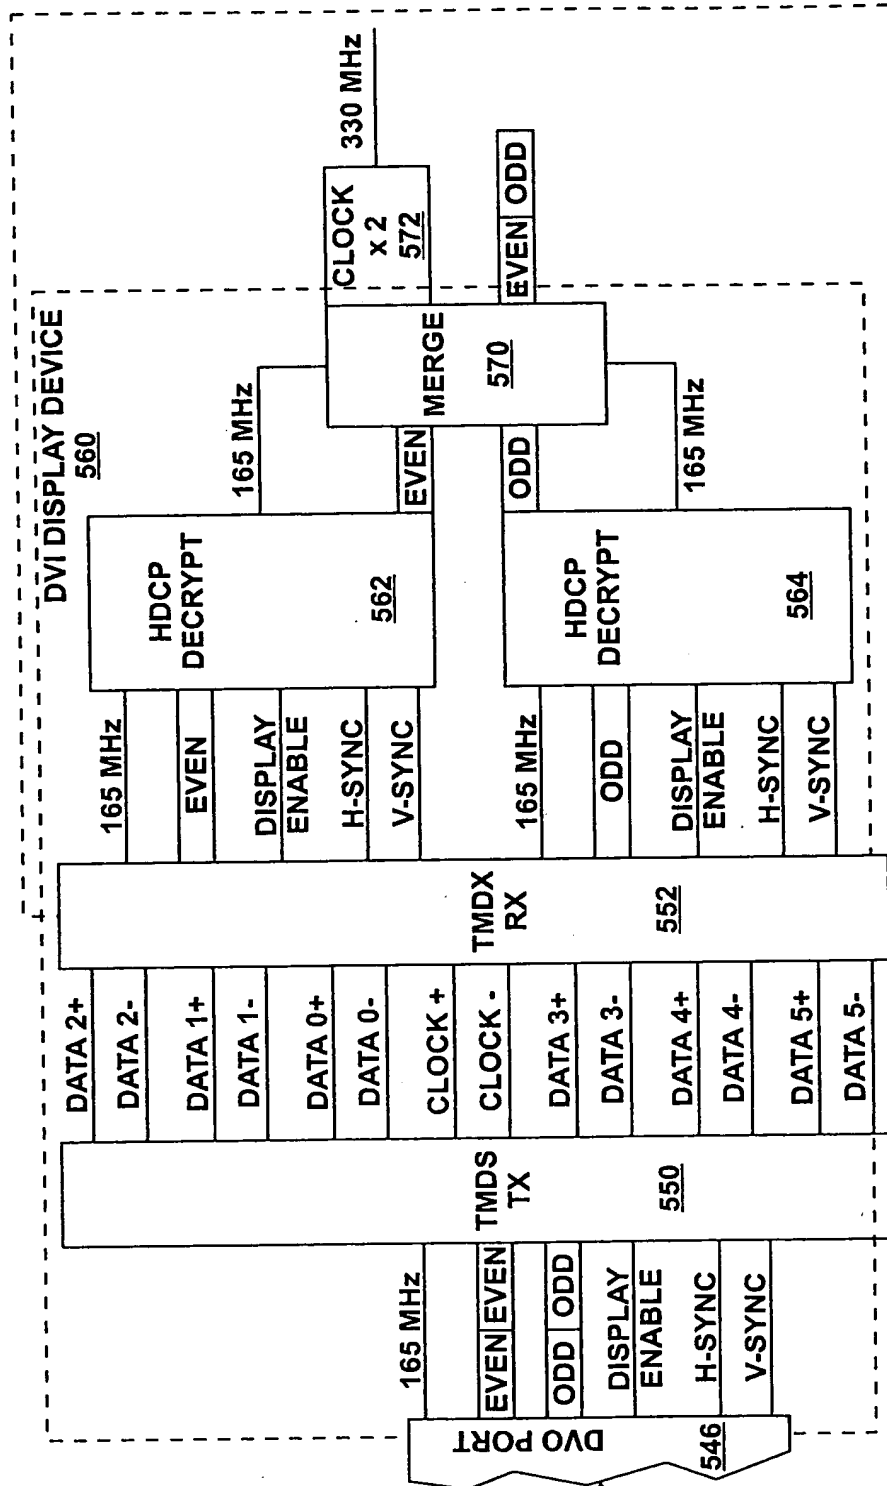 DVO PORT
546
165 MHz
EVEN EVEN
ODD ODD
DISPLAY
ENABLE
H-SYNC
V-SYNC
TMDS
TX
550
DATA 2+
DATA 2-
DATA 1+
DATA 1-
DATA 0+
DATA 0-
CLOCK +
CLOCK -
DATA 3+
DATA 3-
DATA 4+
DATA 4-
DATA 5+
DATA 5-
TMDX
RX
552
165 MHz
EVEN
DISPLAY
ENABLE
H-SYNC
V-SYNC
165 MHz
ODD
DISPLAY
ENABLE
H-SYNC
V-SYNC
DVI DISPLAY DEVICE
560
HDCP
DECRYPT
562
HDCP
DECRYPT
564
165 MHz
EVEN
ODD
165 MHz
MERGE
570
CLOCK
x 2
572
330 MHz
EVEN ODD